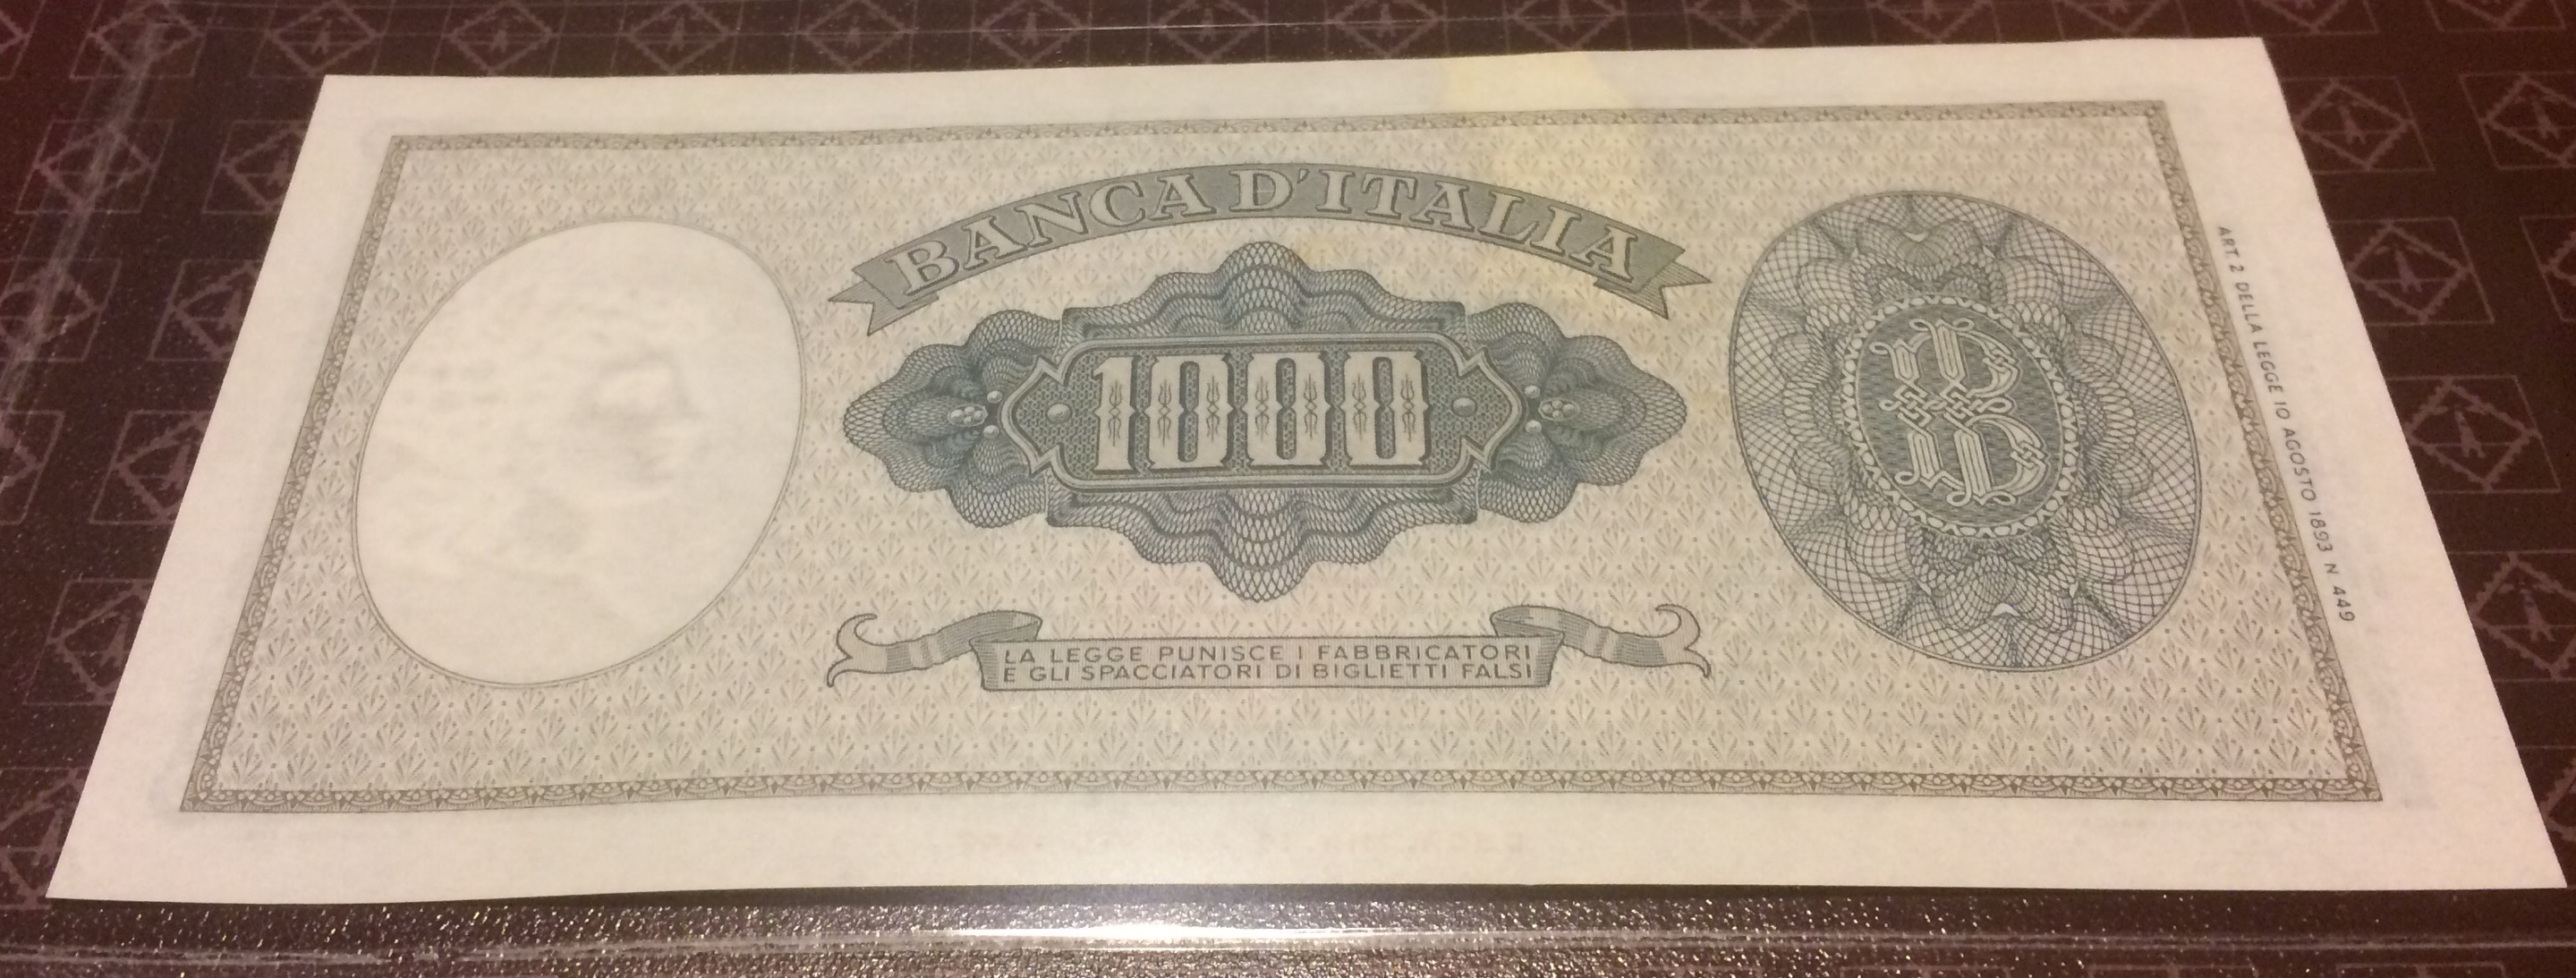 BANCA D'ITALIA
1000
B
LA LEGGE PUNISCE I FABBRICATORI
E GLI SPACCIATORI DI BIGLIETTI FALSI
ART. 2 DELLA LEGGE 10 AGOSTO 1893 N 449